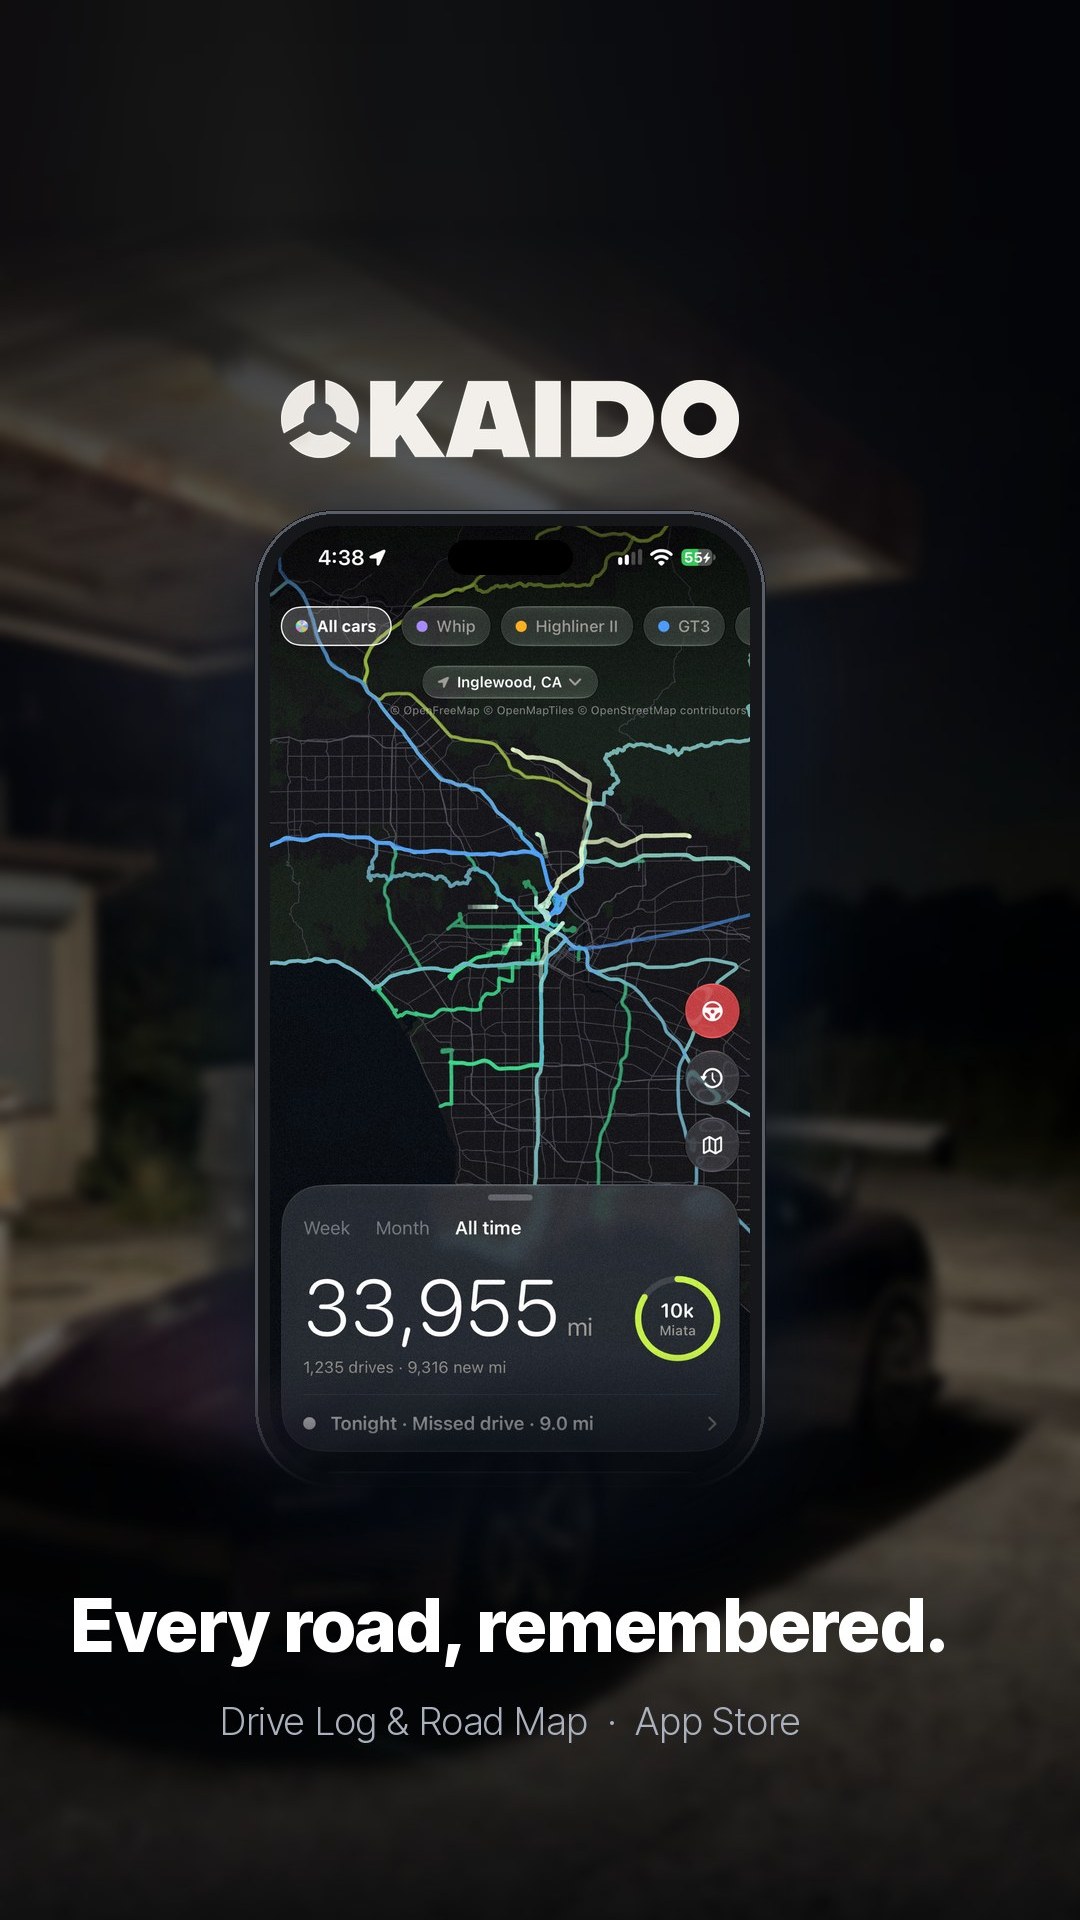 KAIDO
4:38
55
All cars
Whip
Highliner II
GT3
Inglewood, CA
© OpenFreeMap © OpenMapTiles © OpenStreetMap contributors
Week Month All time
33,955 mi
10k
Miata
1,235 drives · 9,316 new mi
Tonight · Missed drive · 9.0 mi
Every road, remembered.
Drive Log & Road Map · App Store